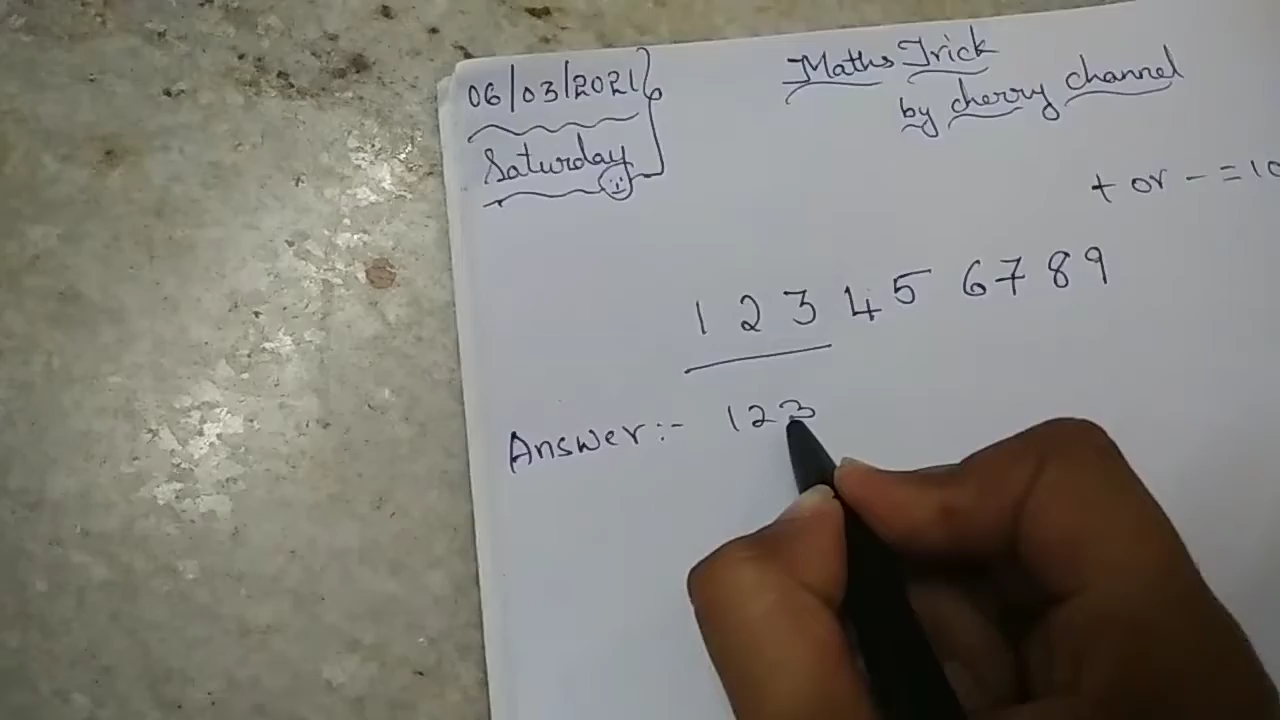 06/03/2021
Saturday
Maths Trick
by cherry channel
+ or - = 10
1 2 3 4 5 6 7 8 9
Answer:- 123